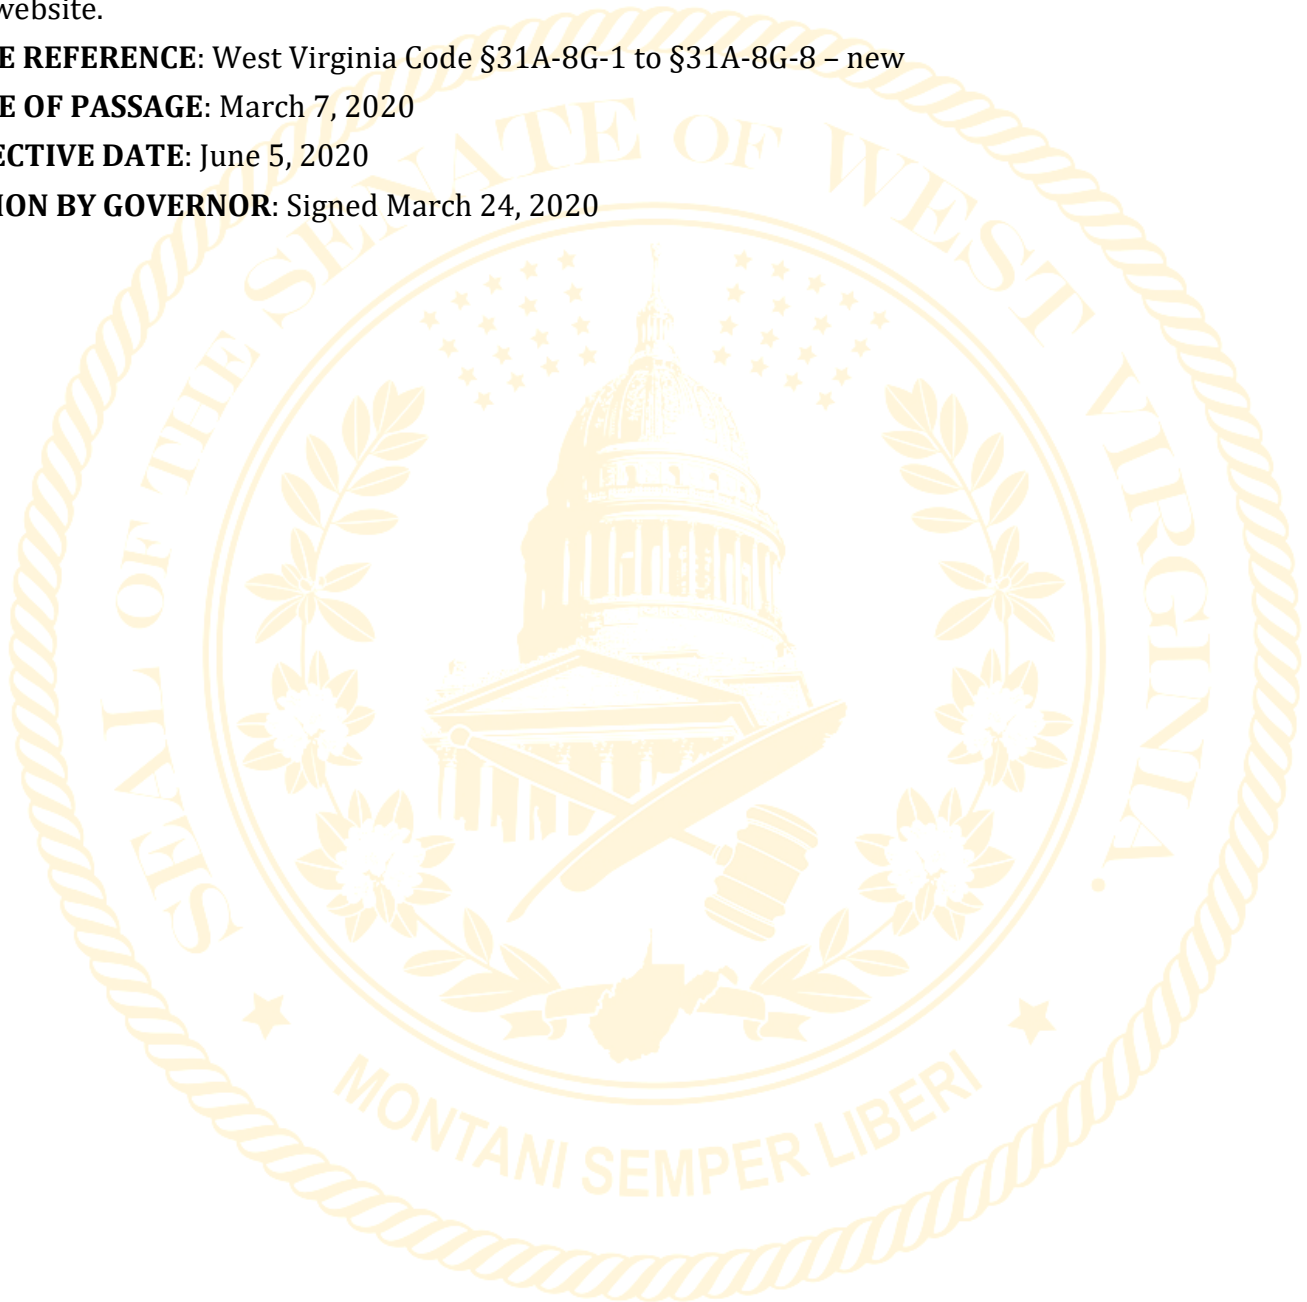 website.
E REFERENCE: West Virginia Code §31A-8G-1 to §31A-8G-8 – new
E OF PASSAGE: March 7, 2020
ECTIVE DATE: June 5, 2020
ION BY GOVERNOR: Signed March 24, 2020
SEAL OF THE SENATE OF WEST VIRGINIA.
MONTANI SEMPER LIBERI